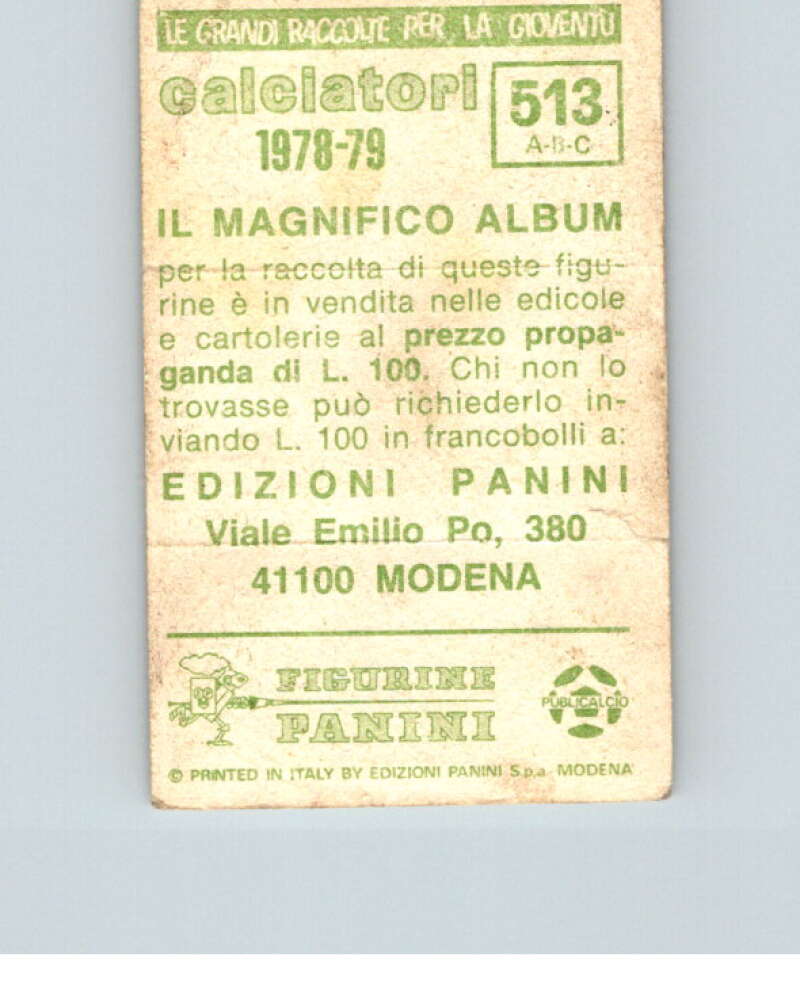 LE GRANDI RACCOLTE PER LA GIOVENTÙ
calciatori
1978-79
513
A-B-C
IL MAGNIFICO ALBUM
per la raccolta di queste figu-
rine è in vendita nelle edicole
e cartolerie al prezzo propa-
ganda di L. 100. Chi non lo
trovasse può richiederlo in-
viando L. 100 in francobolli a:
EDIZIONI PANINI
Viale Emilio Po, 380
41100 MODENA
FIGURINE
PANINI
PUBLICALCIO
© PRINTED IN ITALY BY EDIZIONI PANINI S.p.a. MODENA